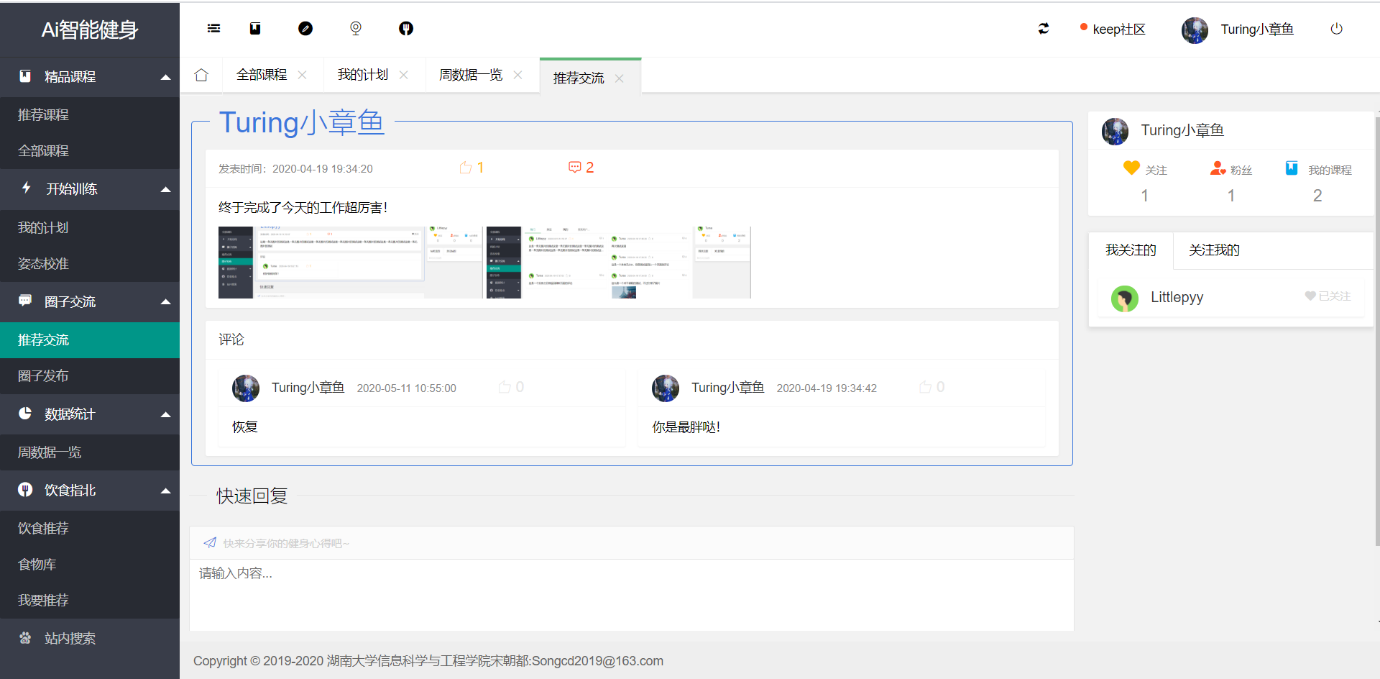 Ai智能健身
精品课程
推荐课程
全部课程
开始训练
我的计划
姿态校准
圈子交流
推荐交流
圈子发布
数据统计
周数据一览
饮食指北
饮食推荐
食物库
我要推荐
站内搜索
keep社区 Turing小章鱼
全部课程 我的计划 周数据一览 推荐交流
Turing小章鱼
发表时间：2020-04-19 19:34:20 1 2
终于完成了今天的工作超厉害！
评论
Turing小章鱼 2020-05-11 10:55:00 0
恢复
Turing小章鱼 2020-04-19 19:34:42 0
你是最胖哒！
快速回复
快来分享你的健身心得吧~
请输入内容...
Turing小章鱼
关注 粉丝 我的课程
1 1 2
我关注的 关注我的
Littlepyy 已关注
Copyright © 2019-2020 湖南大学信息科学与工程学院宋朝都:Songcd2019@163.com